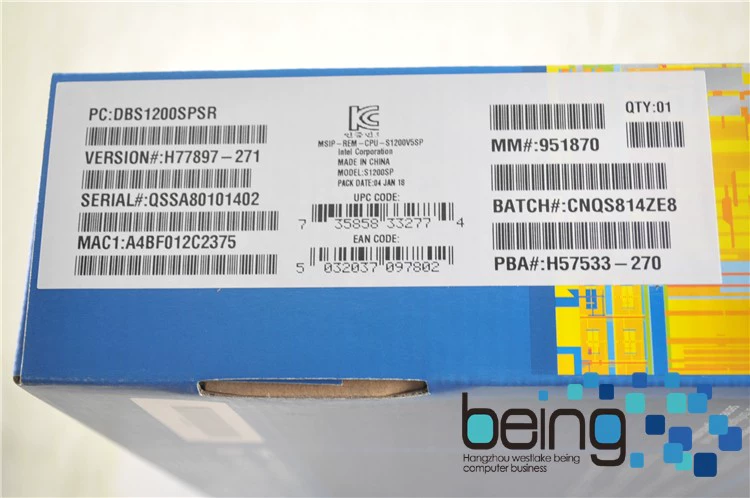 PC:DBS1200SPSR
VERSION#:H77897-271
SERIAL#:QSSA80101402
MAC1:A4BF012C2375
MSIP-REM-CPU-S1200V5SP
Intel Corporation
MADE IN CHINA
MODEL:S1200SP
PACK DATE:04 JAN 18
UPC CODE:
7 35858 33277 4
EAN CODE:
5 032037 097802
QTY:01
MM#:951870
BATCH#:CNQS814ZE8
PBA#:H57533-270
being
Hangzhou westlake being
computer business